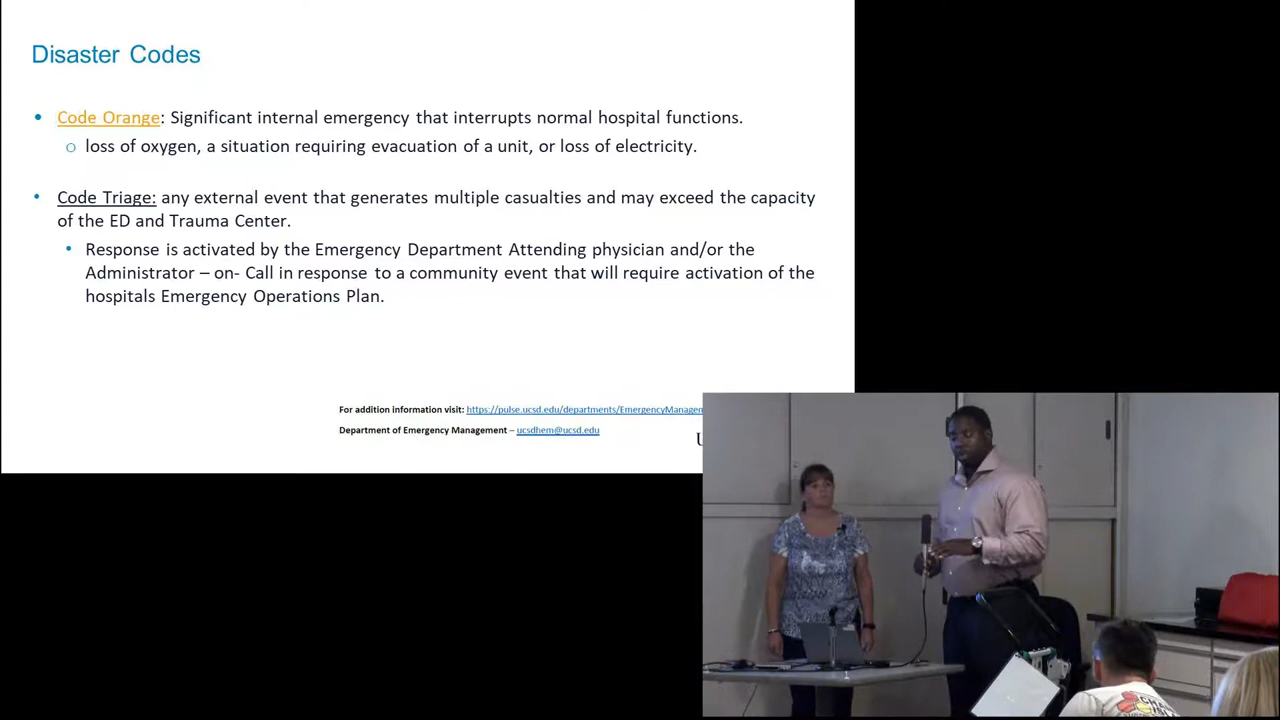 Disaster Codes
• Code Orange: Significant internal emergency that interrupts normal hospital functions.
o loss of oxygen, a situation requiring evacuation of a unit, or loss of electricity.
• Code Triage: any external event that generates multiple casualties and may exceed the capacity
of the ED and Trauma Center.
• Response is activated by the Emergency Department Attending physician and/or the
Administrator – on- Call in response to a community event that will require activation of the
hospitals Emergency Operations Plan.
For addition information visit: https://pulse.ucsd.edu/departments/EmergencyManagem
Department of Emergency Management – ucsdhem@ucsd.edu